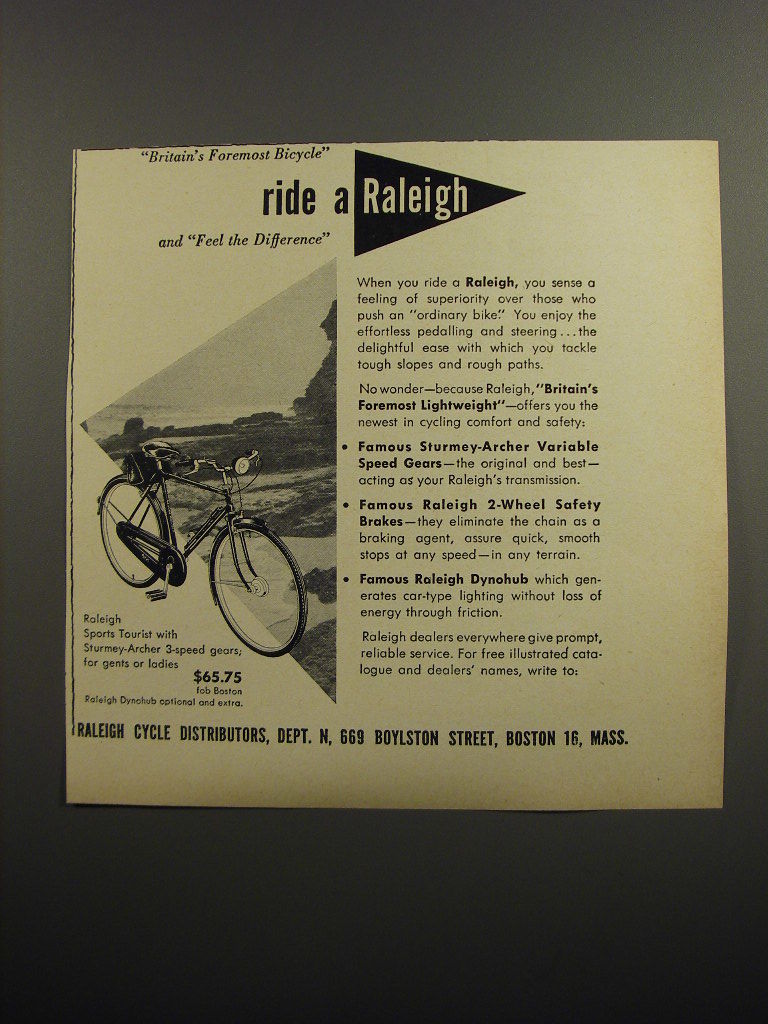 "Britain's Foremost Bicycle"
ride a Raleigh
and "Feel the Difference"
When you ride a Raleigh, you sense a
feeling of superiority over those who
push an "ordinary bike." You enjoy the
effortless pedalling and steering...the
delightful ease with which you tackle
tough slopes and rough paths.
No wonder—because Raleigh, "Britain's
Foremost Lightweight"—offers you the
newest in cycling comfort and safety:
• Famous Sturmey-Archer Variable
Speed Gears—the original and best—
acting as your Raleigh's transmission.
• Famous Raleigh 2-Wheel Safety
Brakes—they eliminate the chain as a
braking agent, assure quick, smooth
stops at any speed—in any terrain.
• Famous Raleigh Dynohub which gen-
erates car-type lighting without loss of
energy through friction.
Raleigh dealers everywhere give prompt,
reliable service. For free illustrated cata-
logue and dealers' names, write to:
Raleigh
Sports Tourist with
Sturmey-Archer 3-speed gears;
for gents or ladies
$65.75
fob Boston
Raleigh Dynohub optional and extra.
RALEIGH CYCLE DISTRIBUTORS, DEPT. N, 669 BOYLSTON STREET, BOSTON 16, MASS.